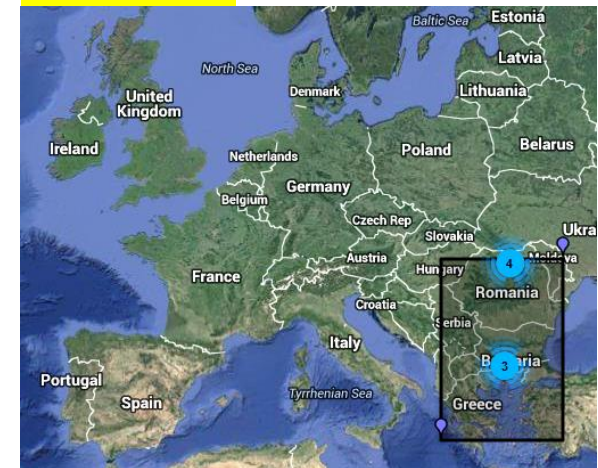 Baltic Sea
Estonia
Latvia
North Sea
Denmark
Lithuania
United
Kingdom
Ireland
Netherlands
Poland
Belarus
Germany
Belgium
Czech Rep
Ukra
Slovakia
Moldova
Austria
4
Hungary
France
Romania
Croatia
Serbia
Italy
3
Portugal
Spain
Tyrrhenian Sea
Greece